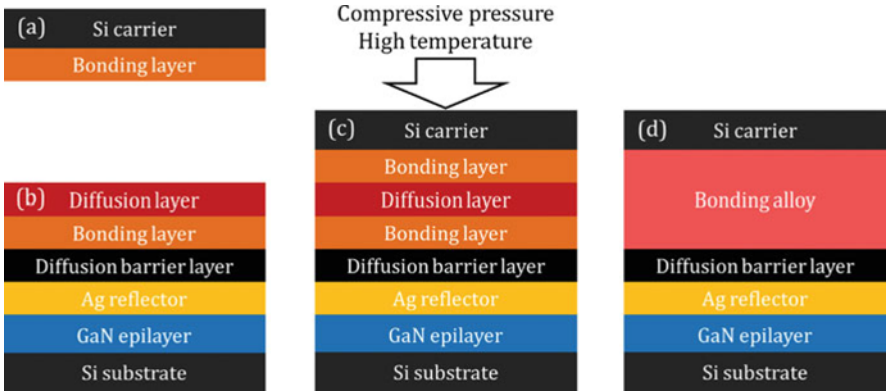 (a)
Si carrier
Bonding layer
(b)
Diffusion layer
Bonding layer
Diffusion barrier layer
Ag reflector
GaN epilayer
Si substrate
Compressive pressure
High temperature
(c)
Si carrier
Bonding layer
Diffusion layer
Bonding layer
Diffusion barrier layer
Ag reflector
GaN epilayer
Si substrate
(d)
Si carrier
Bonding alloy
Diffusion barrier layer
Ag reflector
GaN epilayer
Si substrate